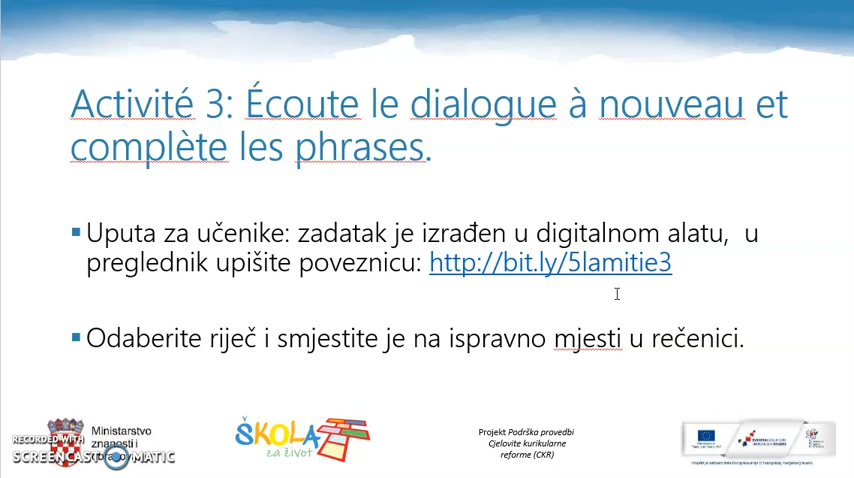 Activité 3: Écoute le dialogue à nouveau et
complète les phrases.
Uputa za učenike: zadatak je izrađen u digitalnom alatu, u
preglednik upišite poveznicu: http://bit.ly/5lamitie3
Odaberite riječ i smjestite je na ispravno mjesti u rečenici.
Ministarstvo
znanosti i
RECORDED WITH
SCREENCAST MATIC
ŠKOLA
za život
Projekt Podrška provedbi
Cjelovite kurikularne
reforme (CKR)